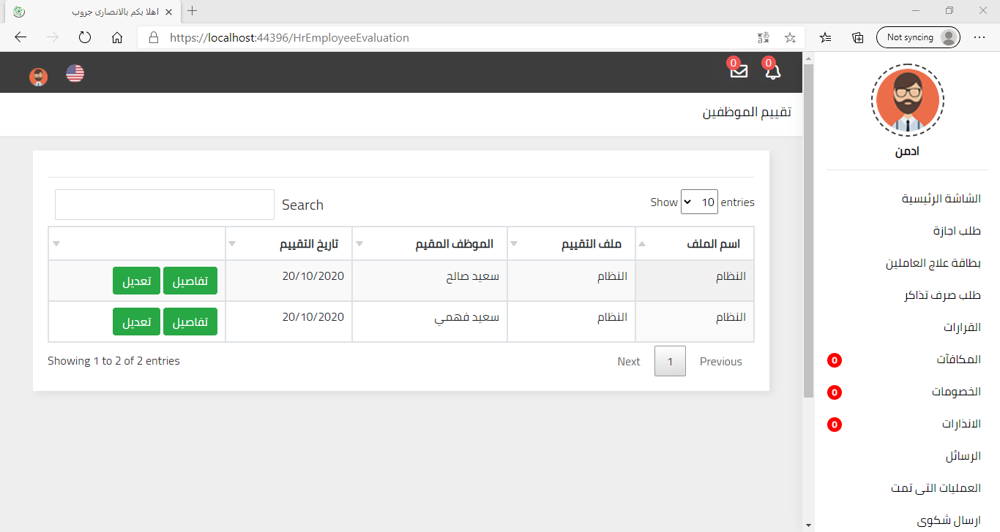 اهلا بكم بالانصارى جروب
https://localhost:44396/HrEmployeeEvaluation
Not syncing
0
0
تقييم الموظفين
Show 10 entries
Search
اسم الملف ملف التقييم الموظف المقيم تاريخ التقييم
النظام النظام سعيد صالح 20/10/2020 تفاصيل تعديل
النظام النظام سعيد فهمي 20/10/2020 تفاصيل تعديل
Previous 1 Next
Showing 1 to 2 of 2 entries
ادمن
الشاشة الرئيسية
طلب اجازة
بطاقة علاج العاملين
طلب صرف تذاكر
القرارات
المكافآت 0
الخصومات 0
الانذارات 0
الرسائل
العمليات التى تمت
ارسال شكوى